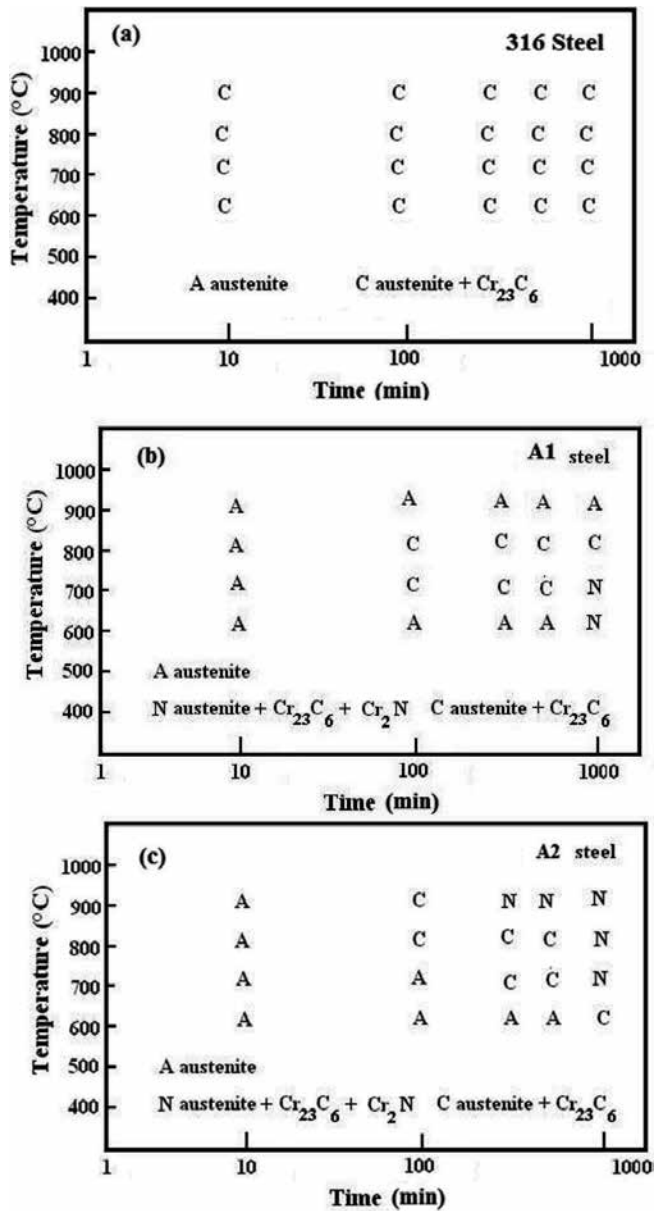 (a)
316 Steel
1000
900 C C C C C
800 C C C C C
700 C C C C C
600 C C C C C
500
400 A austenite C austenite + Cr23C6
Temperature (°C)
1 10 100 1000
Time (min)
(b)
A1 steel
1000
900 A A A A A
800 A C C C C
700 A C C C N
600 A A A A N
500 A austenite
400 N austenite + Cr23C6 + Cr2N C austenite + Cr23C6
Temperature (°C)
1 10 100 1000
Time (min)
(c)
A2 steel
1000
900 A C N N N
800 A C C C N
700 A A C C N
600 A A A A C
500 A austenite
400 N austenite + Cr23C6 + Cr2N C austenite + Cr23C6
Temperature (°C)
1 10 100 1000
Time (min)